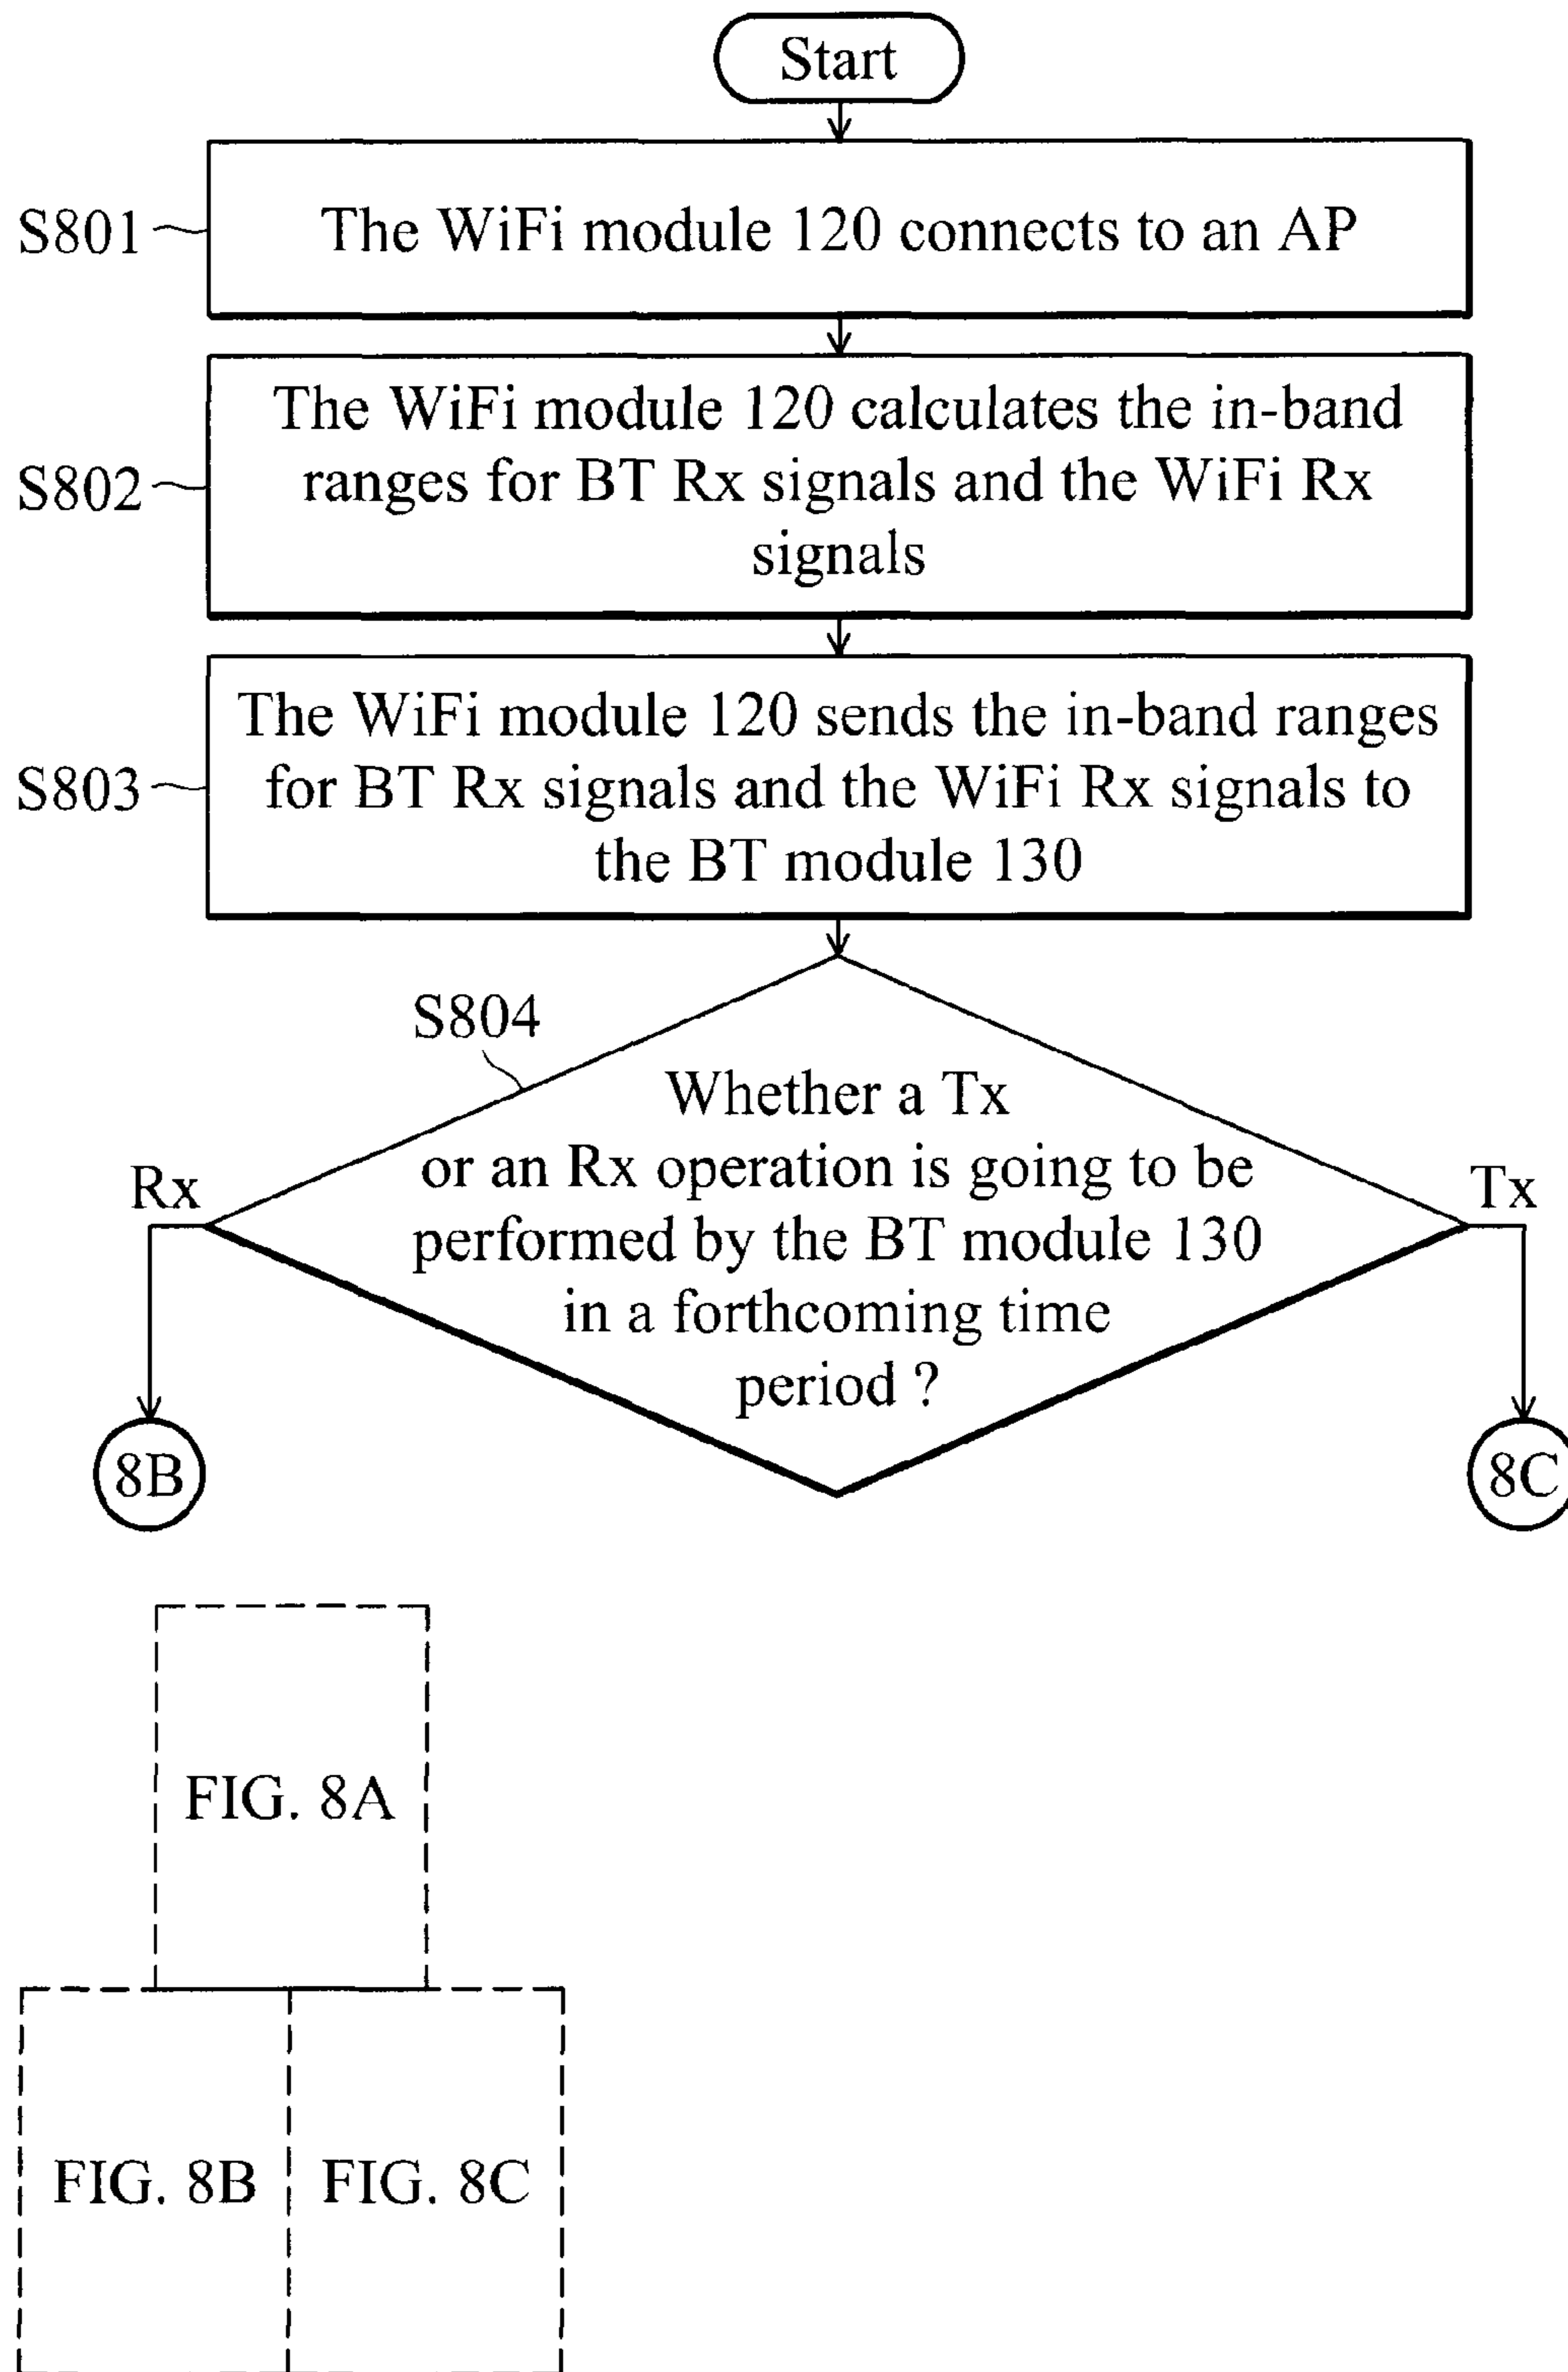 Start
S801
The WiFi module 120 connects to an AP
S802
The WiFi module 120 calculates the in-band
ranges for BT Rx signals and the WiFi Rx
signals
S803
The WiFi module 120 sends the in-band ranges
for BT Rx signals and the WiFi Rx signals to
the BT module 130
S804
Whether a Tx
or an Rx operation is going to be
performed by the BT module 130
in a forthcoming time
period ?
Rx
Tx
8B
8C
FIG. 8A
FIG. 8B
FIG. 8C